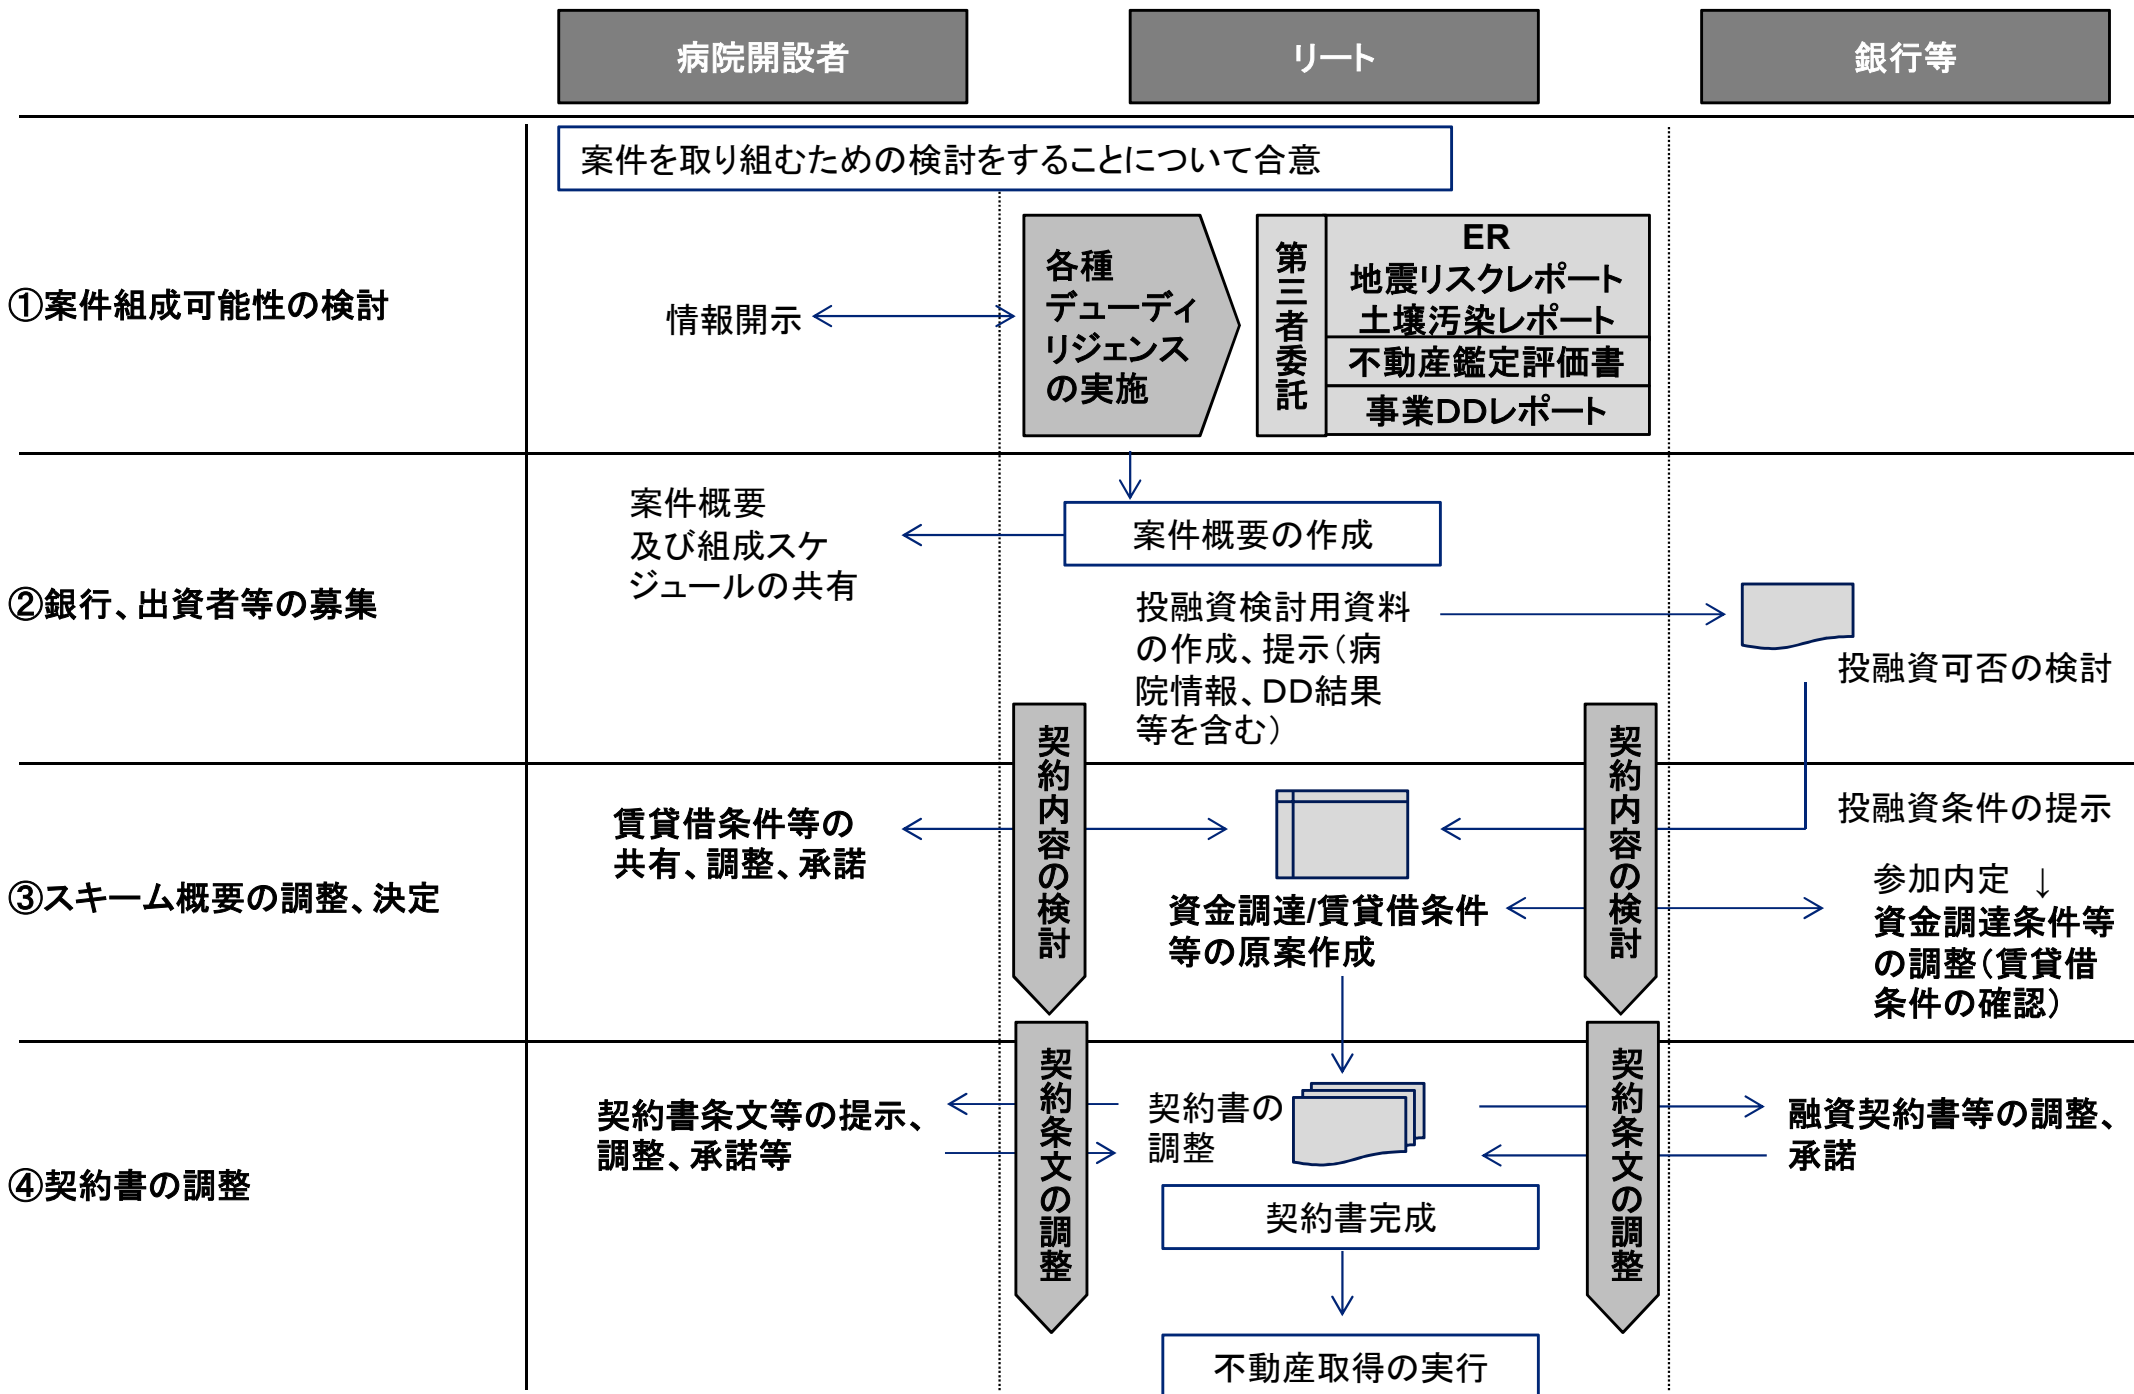 病院開設者
リート
銀行等
案件を取り組むための検討をすることについて合意
①案件組成可能性の検討
情報開示
各種
デューディ
リジェンス
の実施
第三者委託
ER
地震リスクレポート
土壌汚染レポート
不動産鑑定評価書
事業DDレポート
②銀行、出資者等の募集
案件概要
及び組成スケ
ジュールの共有
案件概要の作成
投融資検討用資料
の作成、提示（病
院情報、DD結果
等を含む）
投融資可否の検討
契約内容の検討
契約内容の検討
③スキーム概要の調整、決定
賃貸借条件等の
共有、調整、承諾
資金調達/賃貸借条件
等の原案作成
投融資条件の提示
参加内定 ↓
資金調達条件等
の調整（賃貸借
条件の確認）
④契約書の調整
契約書条文等の提示、
調整、承諾等
契約条文の調整
契約書の
調整
契約条文の調整
融資契約書等の調整、
承諾
契約書完成
不動産取得の実行